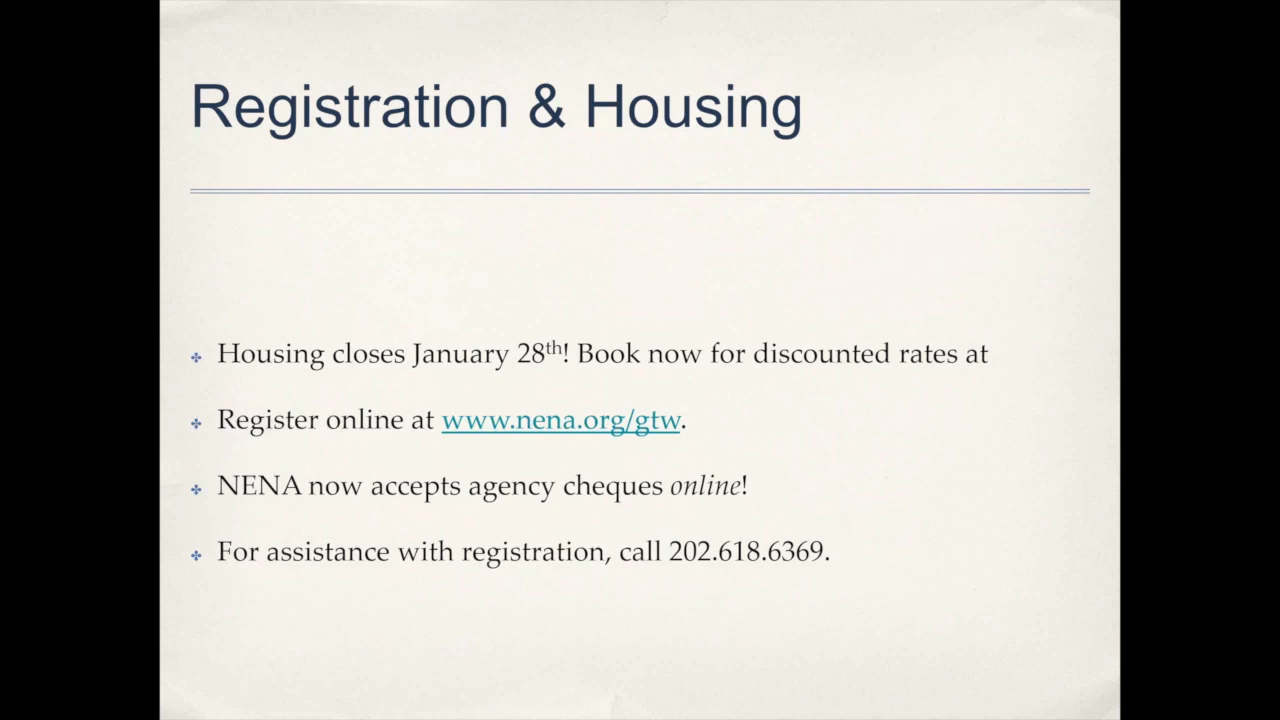 Registration & Housing
Housing closes January 28th! Book now for discounted rates at
Register online at www.nena.org/gtw.
NENA now accepts agency cheques online!
For assistance with registration, call 202.618.6369.